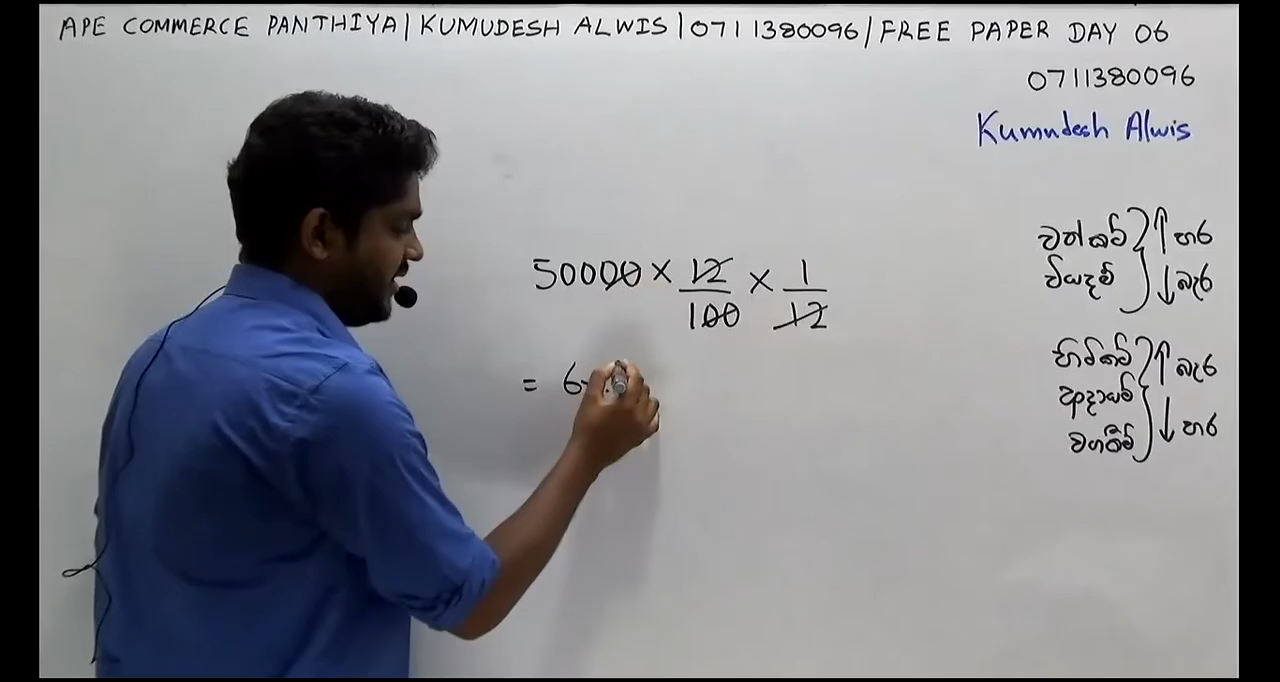 APE COMMERCE PANTHIYA | KUMUDESH ALWIS | 0711380096 / FREE PAPER DAY 06
0711380096
Kumudesh Alwis
වත්කම් ↑ හර
වියදම් ↓ බැර
50000 × 12/100 × 1/12
හිමිකම් ↑ බැර
= 6
ආදායම්
වගකීම් ↓ හර